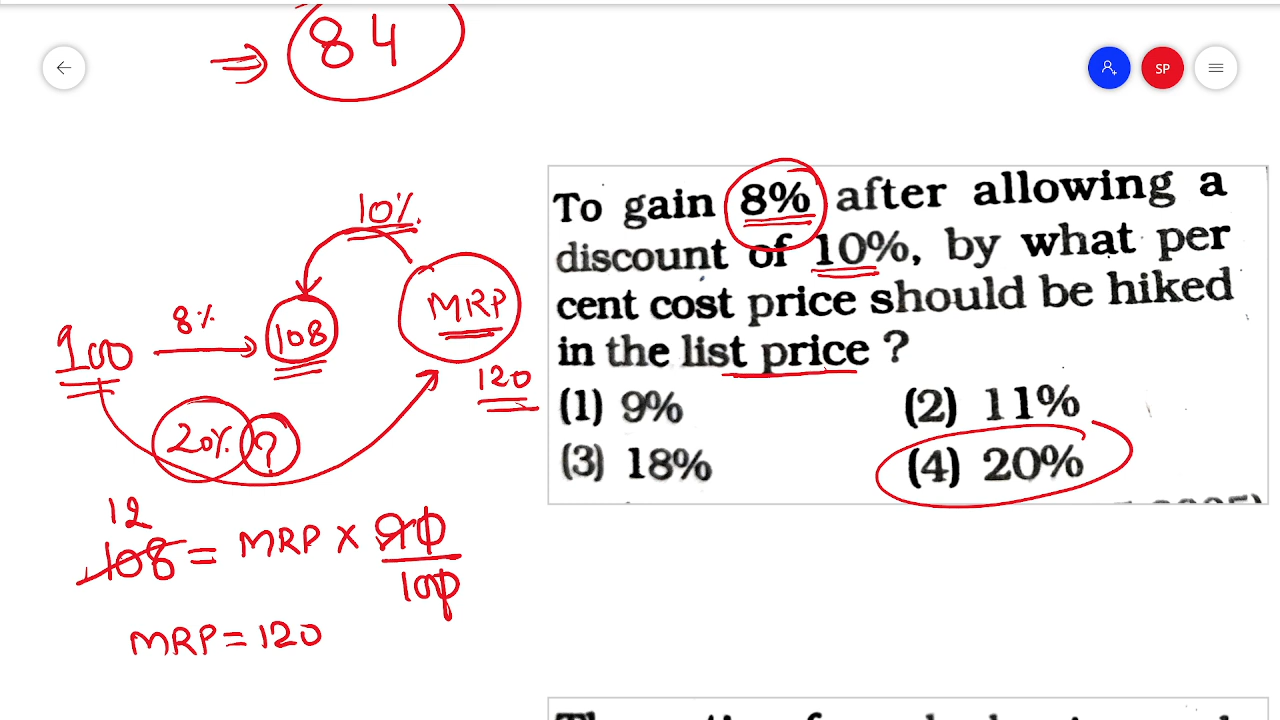 ⇒ 84
SP
10%
8%
100
108
MRP
120
20% ?
12
108 = MRP × 90/100
MRP = 120
To gain 8% after allowing a
discount of 10%, by what per
cent cost price should be hiked
in the list price ?
(1) 9% (2) 11%
(3) 18% (4) 20%